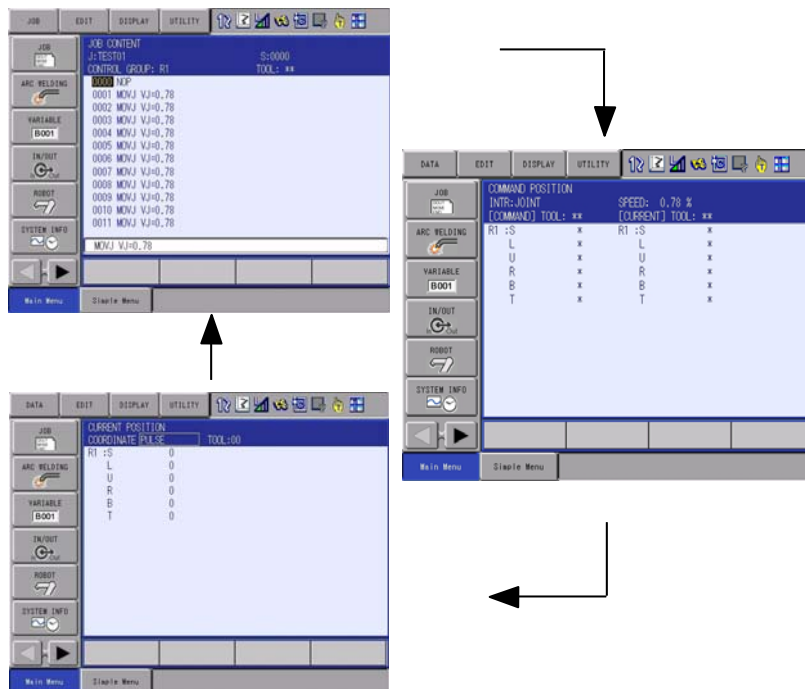 JOB EDIT DISPLAY UTILITY
JOB
ARC WELDING
VARIABLE
B001
IN/OUT
In Out
ROBOT
SYSTEM INFO
JOB CONTENT
J:TEST01 S:0000
CONTROL GROUP: R1 TOOL: **
0000 NOP
0001 MOVJ VJ=0.78
0002 MOVJ VJ=0.78
0003 MOVJ VJ=0.78
0004 MOVJ VJ=0.78
0005 MOVJ VJ=0.78
0006 MOVJ VJ=0.78
0007 MOVJ VJ=0.78
0008 MOVJ VJ=0.78
0009 MOVJ VJ=0.78
0010 MOVJ VJ=0.78
0011 MOVJ VJ=0.78
MOVJ VJ=0.78
Main Menu Simple Menu
DATA EDIT DISPLAY UTILITY
JOB
ARC WELDING
VARIABLE
B001
IN/OUT
In Out
ROBOT
SYSTEM INFO
COMMAND POSITION
INTR:JOINT SPEED: 0.78 %
[COMMAND] TOOL: ** [CURRENT] TOOL: **
R1 :S * R1 :S *
L * L *
U * U *
R * R *
B * B *
T * T *
Main Menu Simple Menu
DATA EDIT DISPLAY UTILITY
JOB
ARC WELDING
VARIABLE
B001
IN/OUT
In Out
ROBOT
SYSTEM INFO
CURRENT POSITION
COORDINATE PULSE TOOL:00
R1 :S 0
L 0
U 0
R 0
B 0
T 0
Main Menu Simple Menu